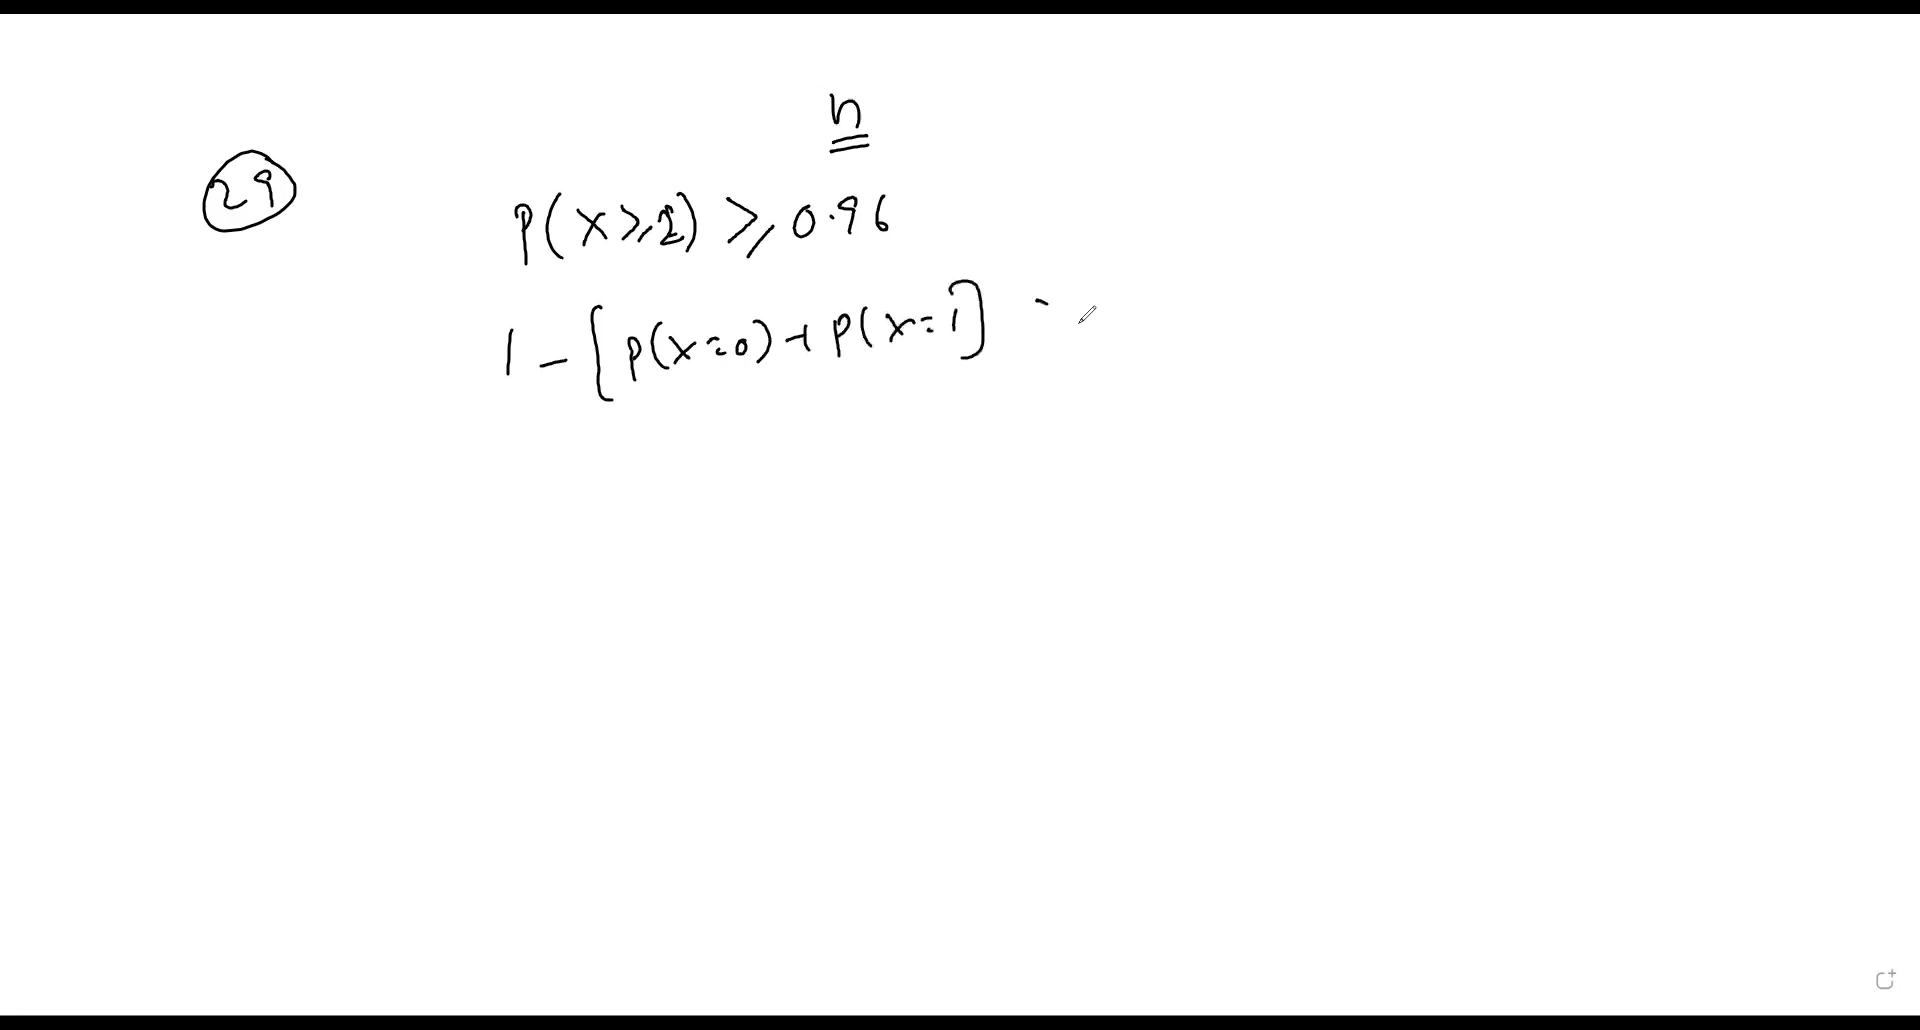 n
29
P(X≥2) ≥ 0.96
1 - [P(X=0) + P(X=1]